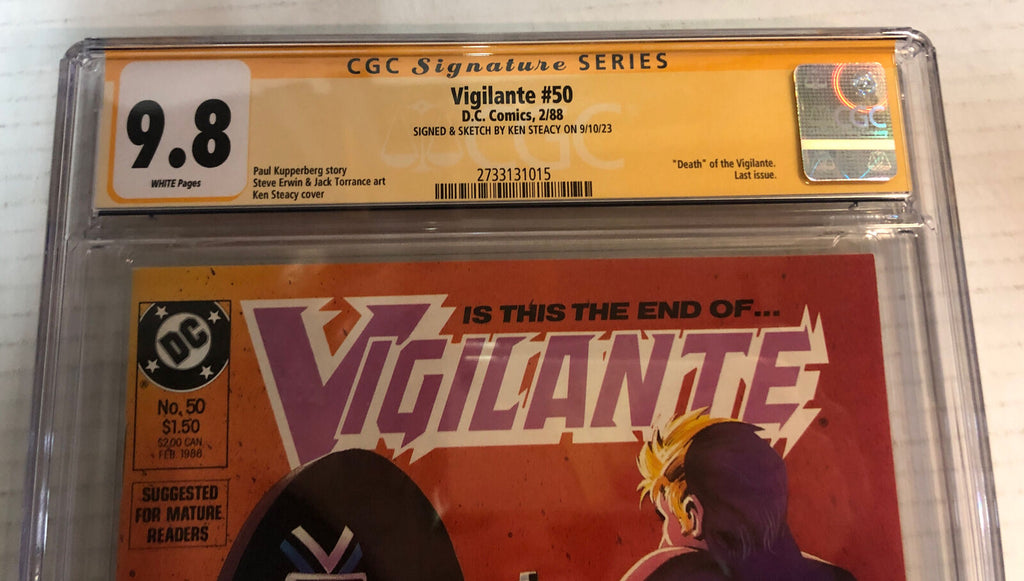 CGC Signature SERIES
9.8
WHITE Pages
Vigilante #50
D.C. Comics, 2/88
SIGNED & SKETCH BY KEN STEACY ON 9/10/23
Paul Kupperberg story
Steve Erwin & Jack Torrance art
Ken Steacy cover
2733131015
"Death" of the Vigilante.
Last issue.
CGC
CGC
DC
®
No. 50
$1.50
$2.00 CAN.
FEB. 1988
SUGGESTED
FOR MATURE
READERS
IS THIS THE END OF...
VIGILANTE
®